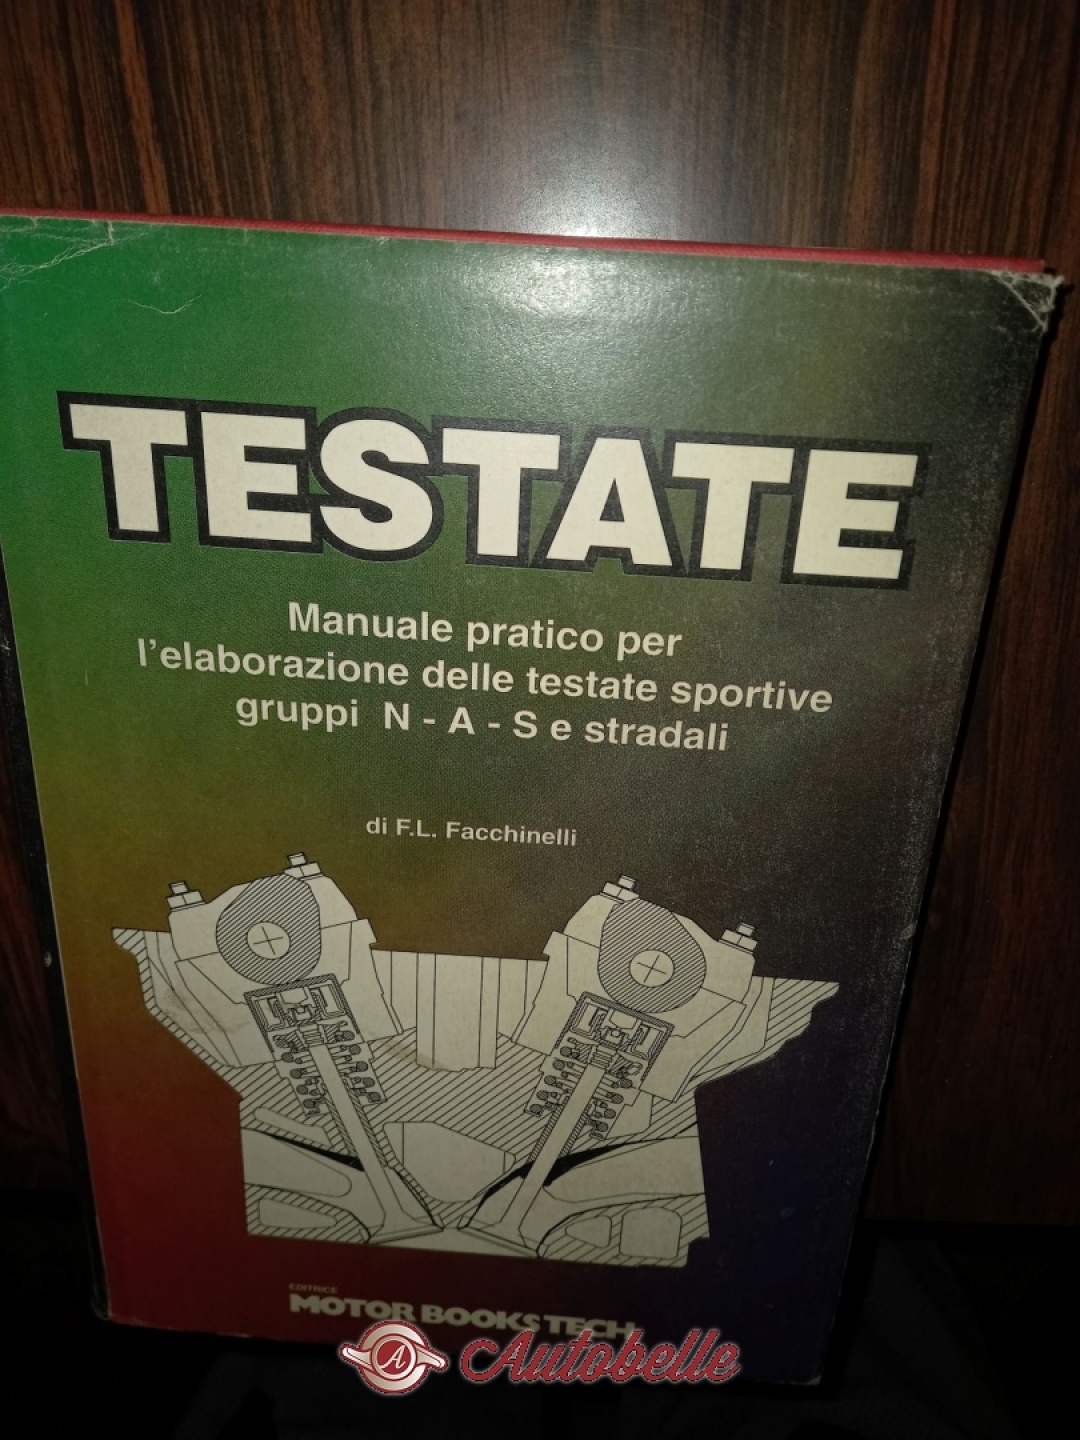 TESTATE
Manuale pratico per
l'elaborazione delle testate sportive
gruppi N - A - S e stradali
di F.L. Facchinelli
EDITRICE
MOTOR BOOKS TECH
A Autobelle